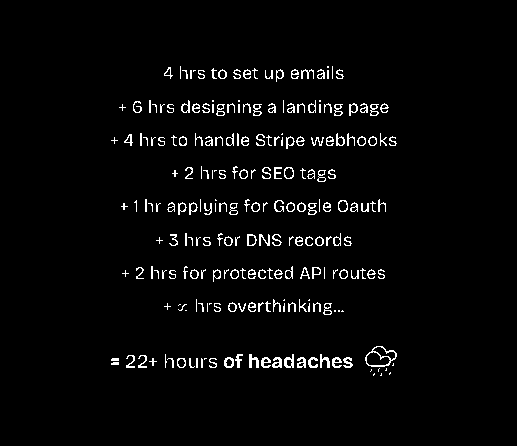 4 hrs to set up emails
+ 6 hrs designing a landing page
+ 4 hrs to handle Stripe webhooks
+ 2 hrs for SEO tags
+ 1 hr applying for Google Oauth
+ 3 hrs for DNS records
+ 2 hrs for protected API routes
+ ∞ hrs overthinking...
= 22+ hours of headaches